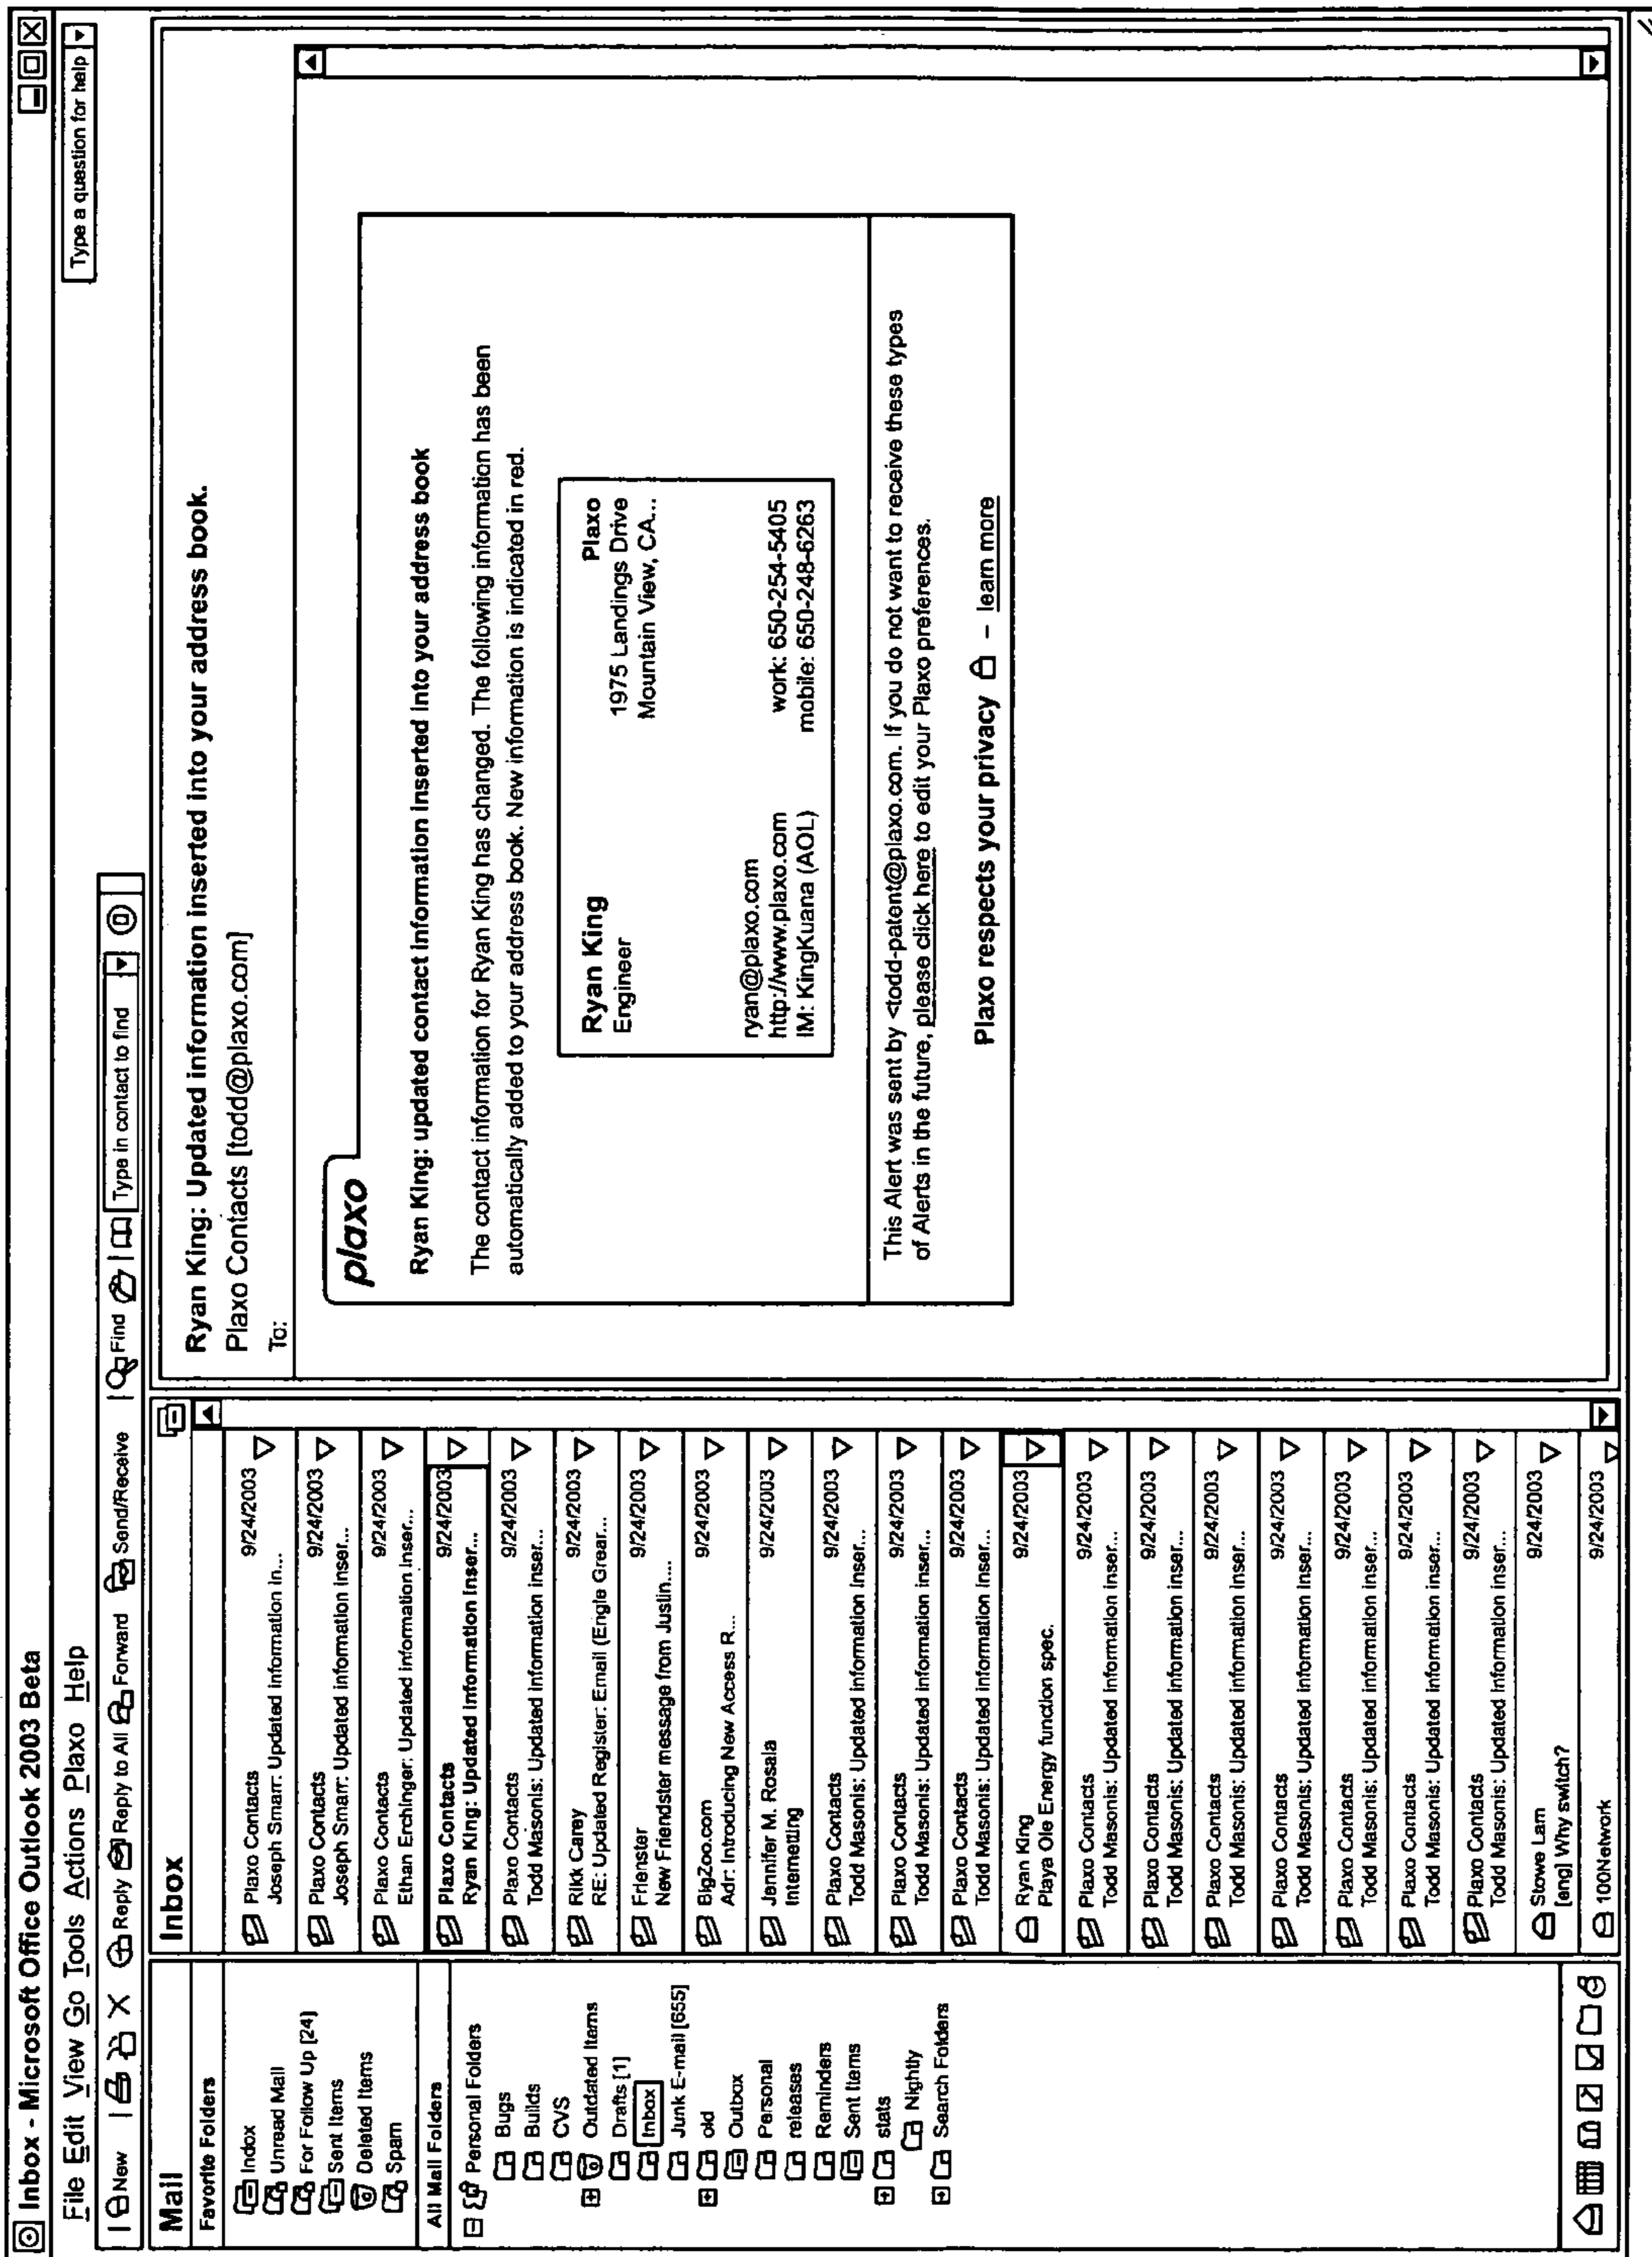 Inbox - Microsoft Office Outlook 2003 Beta
File Edit View Go Tools Actions Plaxo Help
Type a question for help
New Reply Reply to All Forward Send/Receive Find Type in contact to find
Mail
Favorite Folders
Indox
Unread Mail
For Follow Up [24]
Sent Items
Deleted Items
Spam
All Mail Folders
Personal Folders
Bugs
Builds
CVS
Outdated Items
Drafts [1]
Inbox
Junk E-mail [655]
old
Outbox
Personal
releases
Reminders
Sent Items
stats
Nightly
Search Folders
Inbox
Plaxo Contacts 9/24/2003
Joseph Smarr: Updated information in...
Plaxo Contacts 9/24/2003
Joseph Smarr: Updated information inser...
Plaxo Contacts 9/24/2003
Ethan Erchinger: Updated information inser...
Plaxo Contacts 9/24/2003
Ryan King: Updated information inser...
Plaxo Contacts 9/24/2003
Todd Masonis: Updated information inser...
Rikk Carey 9/24/2003
RE: Updated Register: Email (Engle Grear...
Frienster 9/24/2003
New Friendster message from Justin....
BigZoo.com 9/24/2003
Adr: Introducing New Access R...
Jennifer M. Rosala 9/24/2003
Internetting
Plaxo Contacts 9/24/2003
Todd Masonis: Updated information inser...
Plaxo Contacts 9/24/2003
Todd Masonis: Updated information inser...
Plaxo Contacts 9/24/2003
Todd Masonis: Updated information inser...
Ryan King 9/24/2003
Playa Ole Energy function spec.
Plaxo Contacts 9/24/2003
Todd Masonis: Updated information inser...
Plaxo Contacts 9/24/2003
Todd Masonis: Updated information inser...
Plaxo Contacts 9/24/2003
Todd Masonis: Updated information inser...
Plaxo Contacts 9/24/2003
Todd Masonis: Updated information inser...
Plaxo Contacts 9/24/2003
Todd Masonis: Updated information inser...
Plaxo Contacts 9/24/2003
Todd Masonis: Updated information inser...
Plaxo Contacts 9/24/2003
Todd Masonis: Updated information inser...
Stowe Lam 9/24/2003
[eng] Why switch?
100Network 9/24/2003
Ryan King: Updated information inserted into your address book.
Plaxo Contacts [todd@plaxo.com]
To:
plaxo
Ryan King: updated contact information inserted into your address book
The contact information for Ryan King has changed. The following information has been
automatically added to your address book. New information is indicated in red.
Ryan King Plaxo
Engineer 1975 Landings Drive
Mountain View, CA...
ryan@plaxo.com
http://www.plaxo.com work: 650-254-5405
IM: KingKuana (AOL) mobile: 650-248-6263
This Alert was sent by <todd-patent@plaxo.com. If you do not want to receive these types
of Alerts in the future, please click here to edit your Plaxo preferences.
Plaxo respects your privacy – learn more